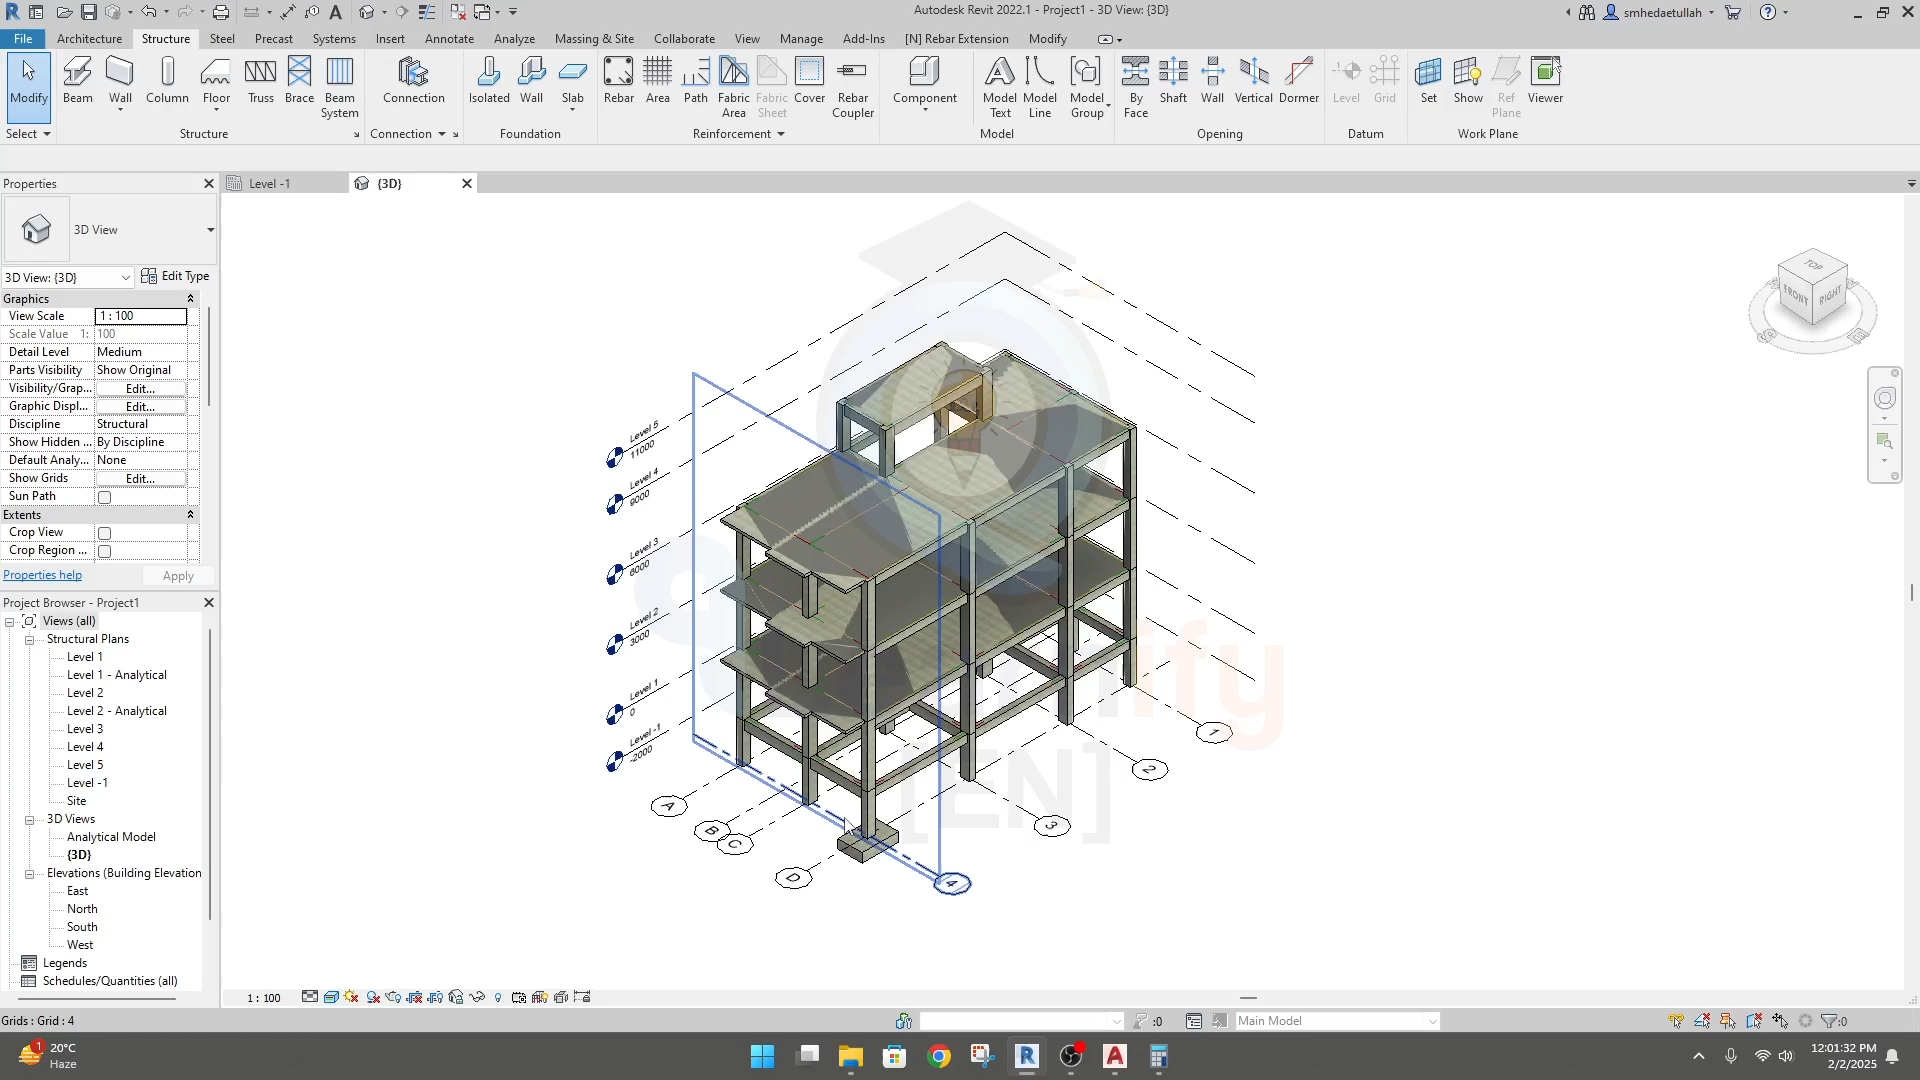 Autodesk Revit 2022.1 - Project1 - 3D View: {3D}
smhedaetullah
File Architecture Structure Steel Precast Systems Insert Annotate Analyze Massing & Site Collaborate View Manage Add-Ins [N] Rebar Extension Modify
Modify Beam Wall Column Floor Truss Brace Beam System Connection Isolated Wall Slab Rebar Area Path Fabric Area Fabric Sheet Cover Rebar Coupler Component Model Text Model Line Model Group By Face Shaft Wall Vertical Dormer Level Grid Set Show Ref Plane Viewer
Select Structure Connection Foundation Reinforcement Model Opening Datum Work Plane
Properties
Level -1
{3D}
3D View
3D View: {3D} Edit Type
Graphics
View Scale 1 : 100
Scale Value 1: 100
Detail Level Medium
Parts Visibility Show Original
Visibility/Grap... Edit...
Graphic Displ... Edit...
Discipline Structural
Show Hidden ... By Discipline
Default Analy... None
Show Grids Edit...
Sun Path
Extents
Crop View
Crop Region ...
Properties help Apply
Project Browser - Project1
Views (all)
Structural Plans
Level 1
Level 1 - Analytical
Level 2
Level 2 - Analytical
Level 3
Level 4
Level 5
Level -1
Site
3D Views
Analytical Model
{3D}
Elevations (Building Elevation
East
North
South
West
Legends
Schedules/Quantities (all)
Level 5
11000
Level 4
9000
Level 3
6000
Level 2
3000
Level 1
0
Level -1
-2000
A
B
C
D
4
3
2
1
TOP
FRONT
RIGHT
ify
[EN]
1 : 100
Grids : Grid : 4
:0
Main Model
:0
1
20°C
Haze
12:01:32 PM
2/2/2025